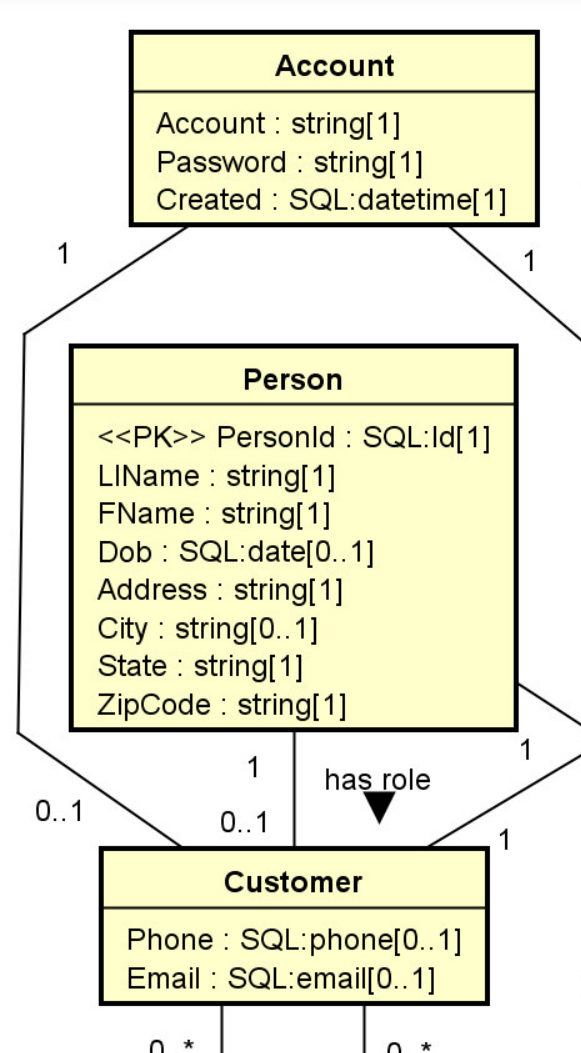 Account
Account : string[1]
Password : string[1]
Created : SQL:datetime[1]
1
1
Person
<<PK>> PersonId : SQL:Id[1]
LlName : string[1]
FName : string[1]
Dob : SQL:date[0..1]
Address : string[1]
City : string[0..1]
State : string[1]
ZipCode : string[1]
1
1
has role
0..1
0..1
1
Customer
Phone : SQL:phone[0..1]
Email : SQL:email[0..1]
0..*
0..*